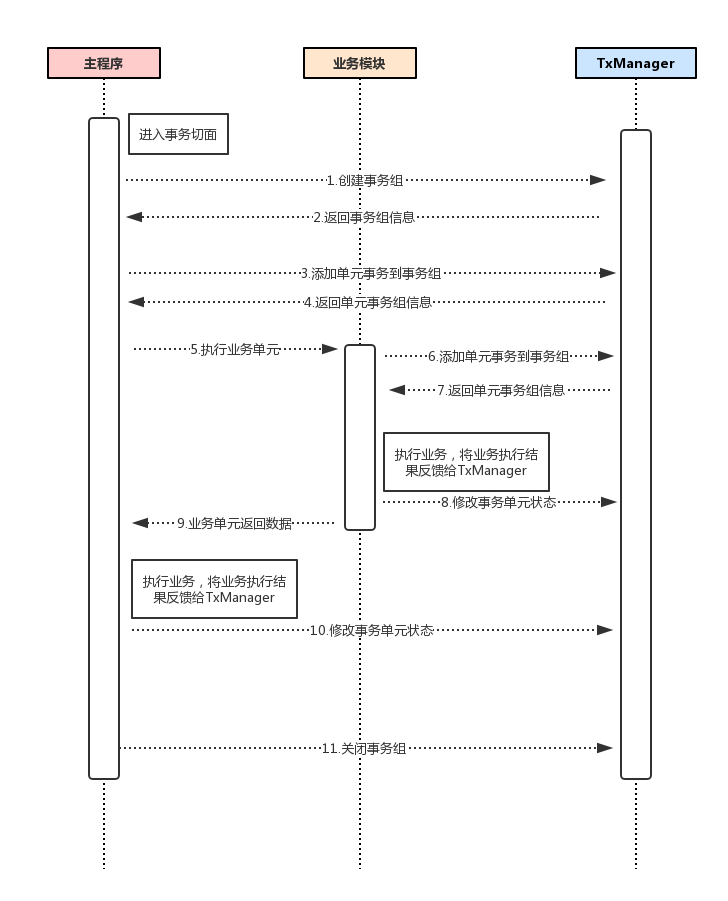 主程序
业务模块
TxManager
进入事务切面
1.创建事务组
2.返回事务组信息
3.添加单元事务到事务组
4.返回单元事务组信息
5.执行业务单元
6.添加单元事务到事务组
7.返回单元事务组信息
执行业务，将业务执行结
果反馈给TxManager
8.修改事务单元状态
9.业务单元返回数据
执行业务，将业务执行结
果反馈给TxManager
10.修改事务单元状态
11.关闭事务组